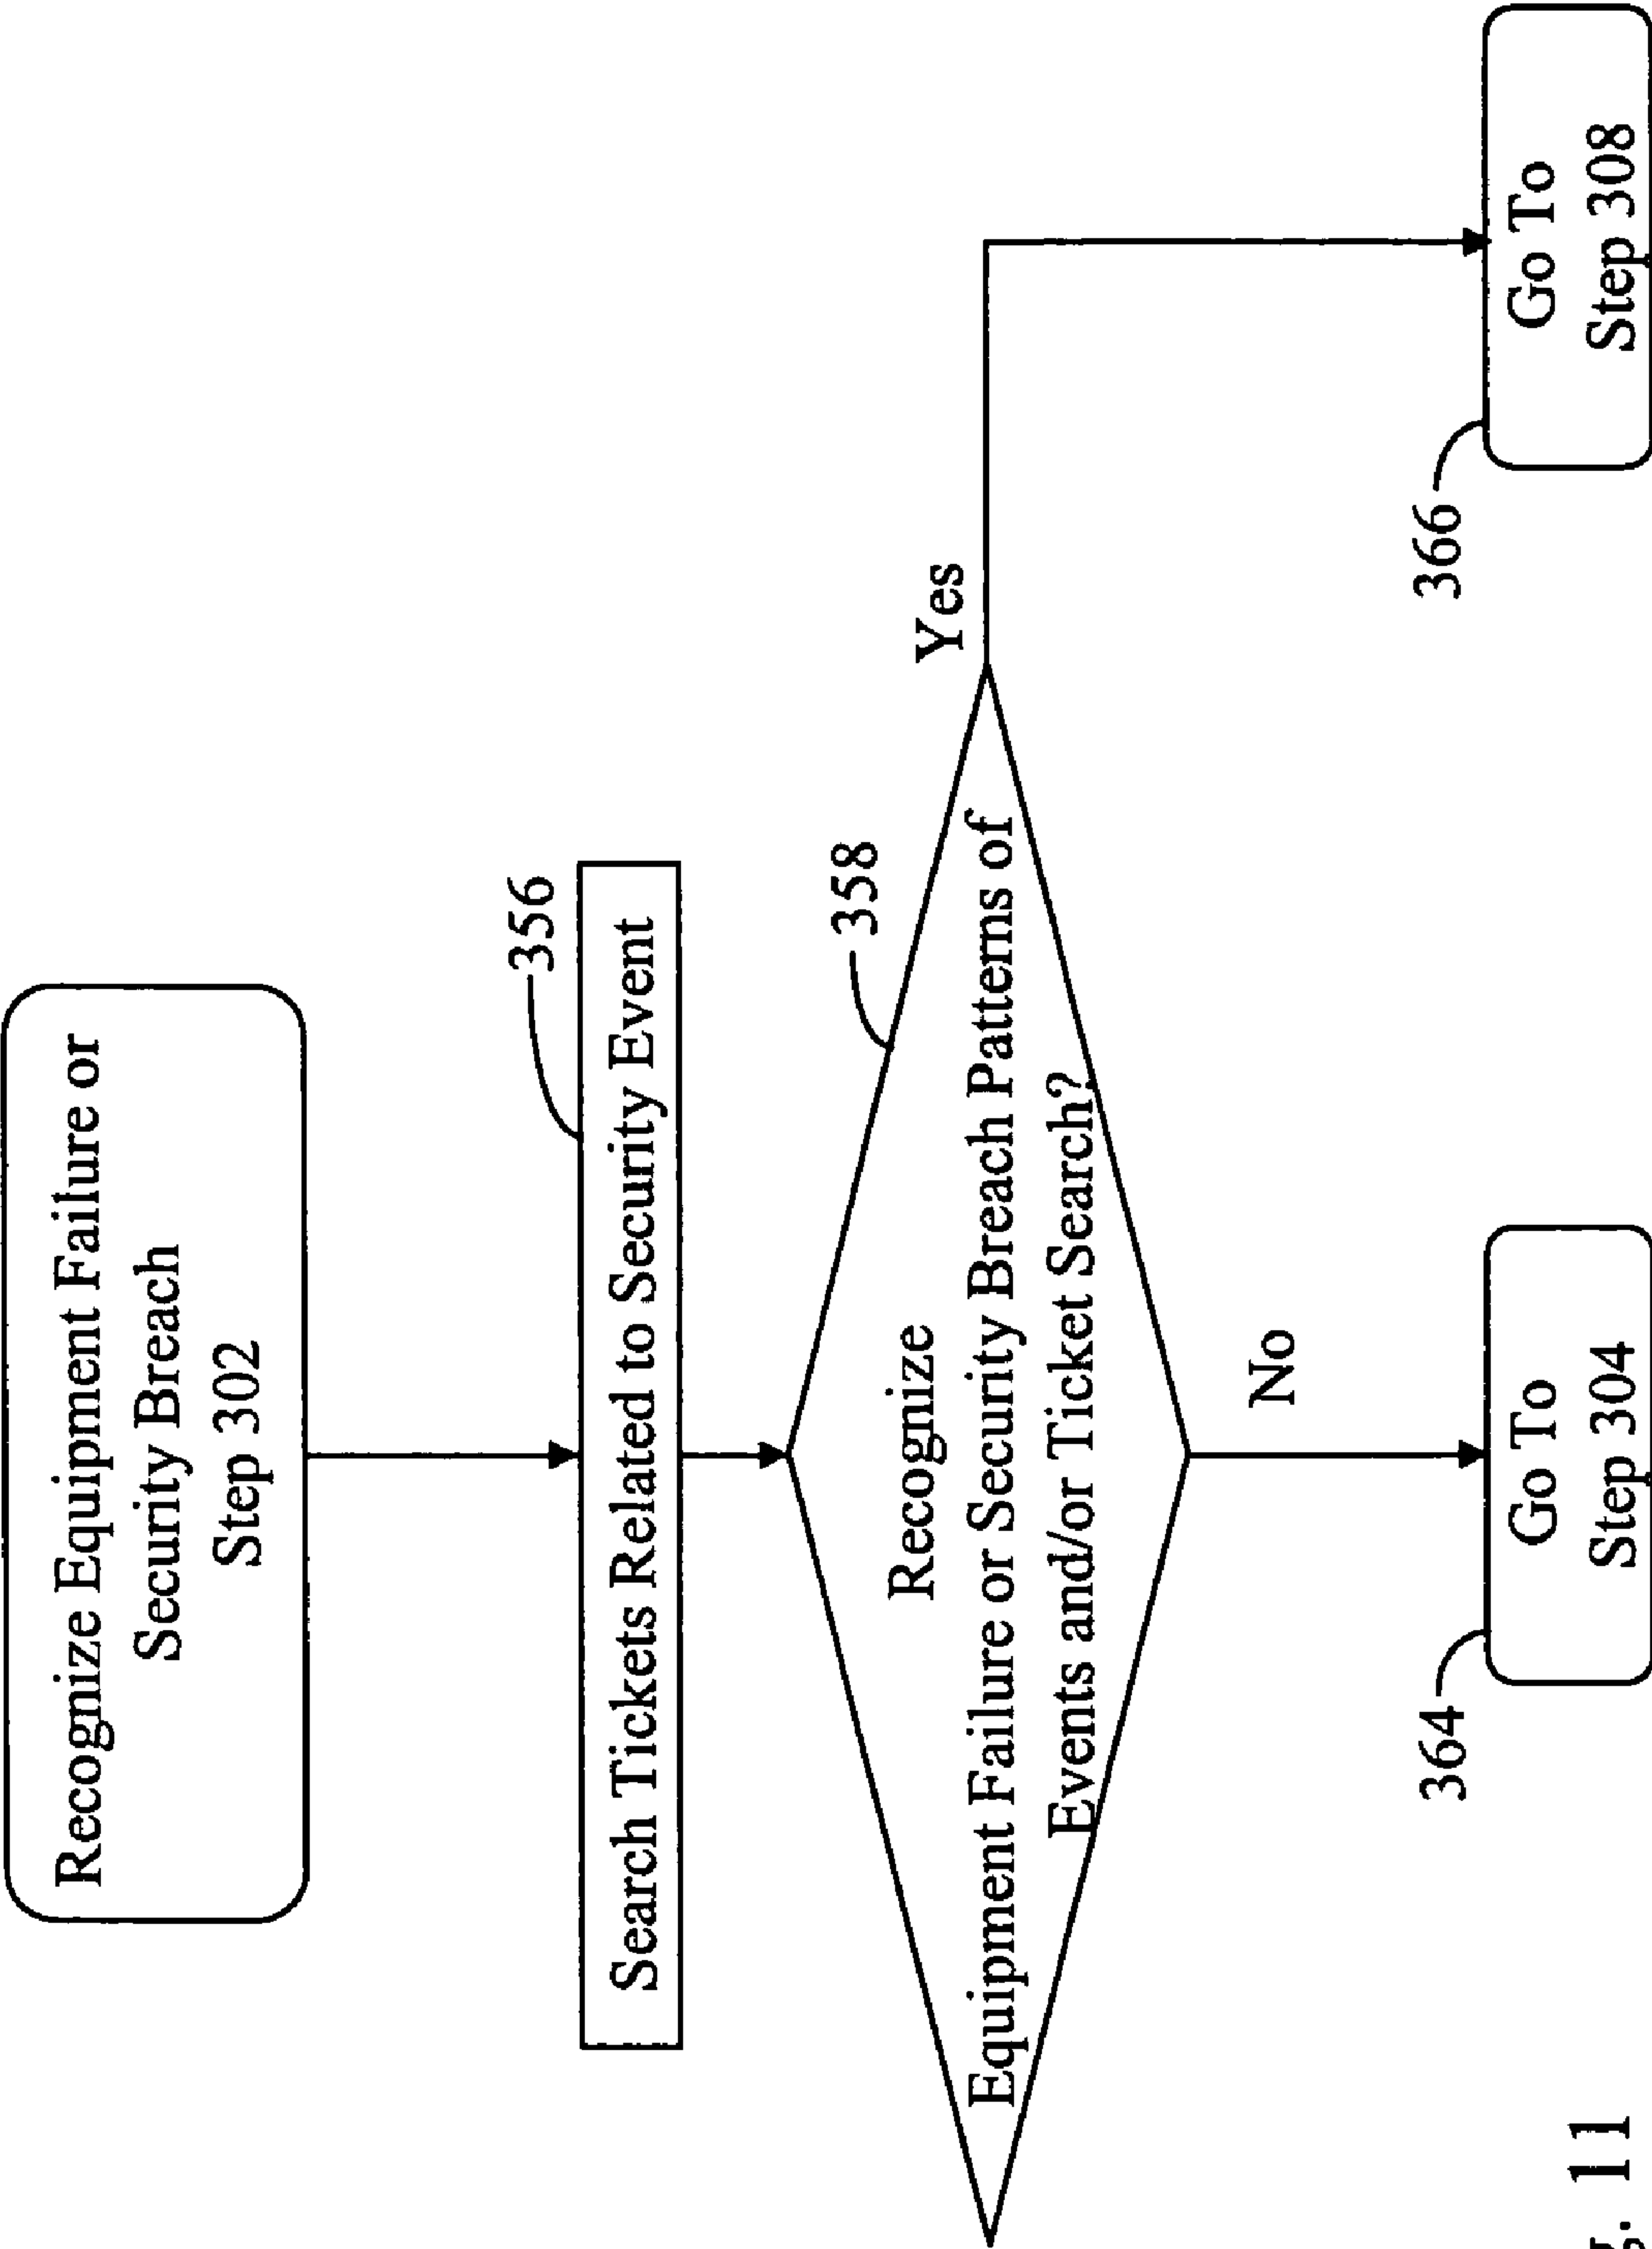 Recognize Equipment Failure or
Security Breach
Step 302
356
Search Tickets Related to Security Event
358
Recognize
Equipment Failure or Security Breach Patterns of
Events and/or Ticket Search?
Yes
No
364
Go To
Step 304
366
Go To
Step 308
11